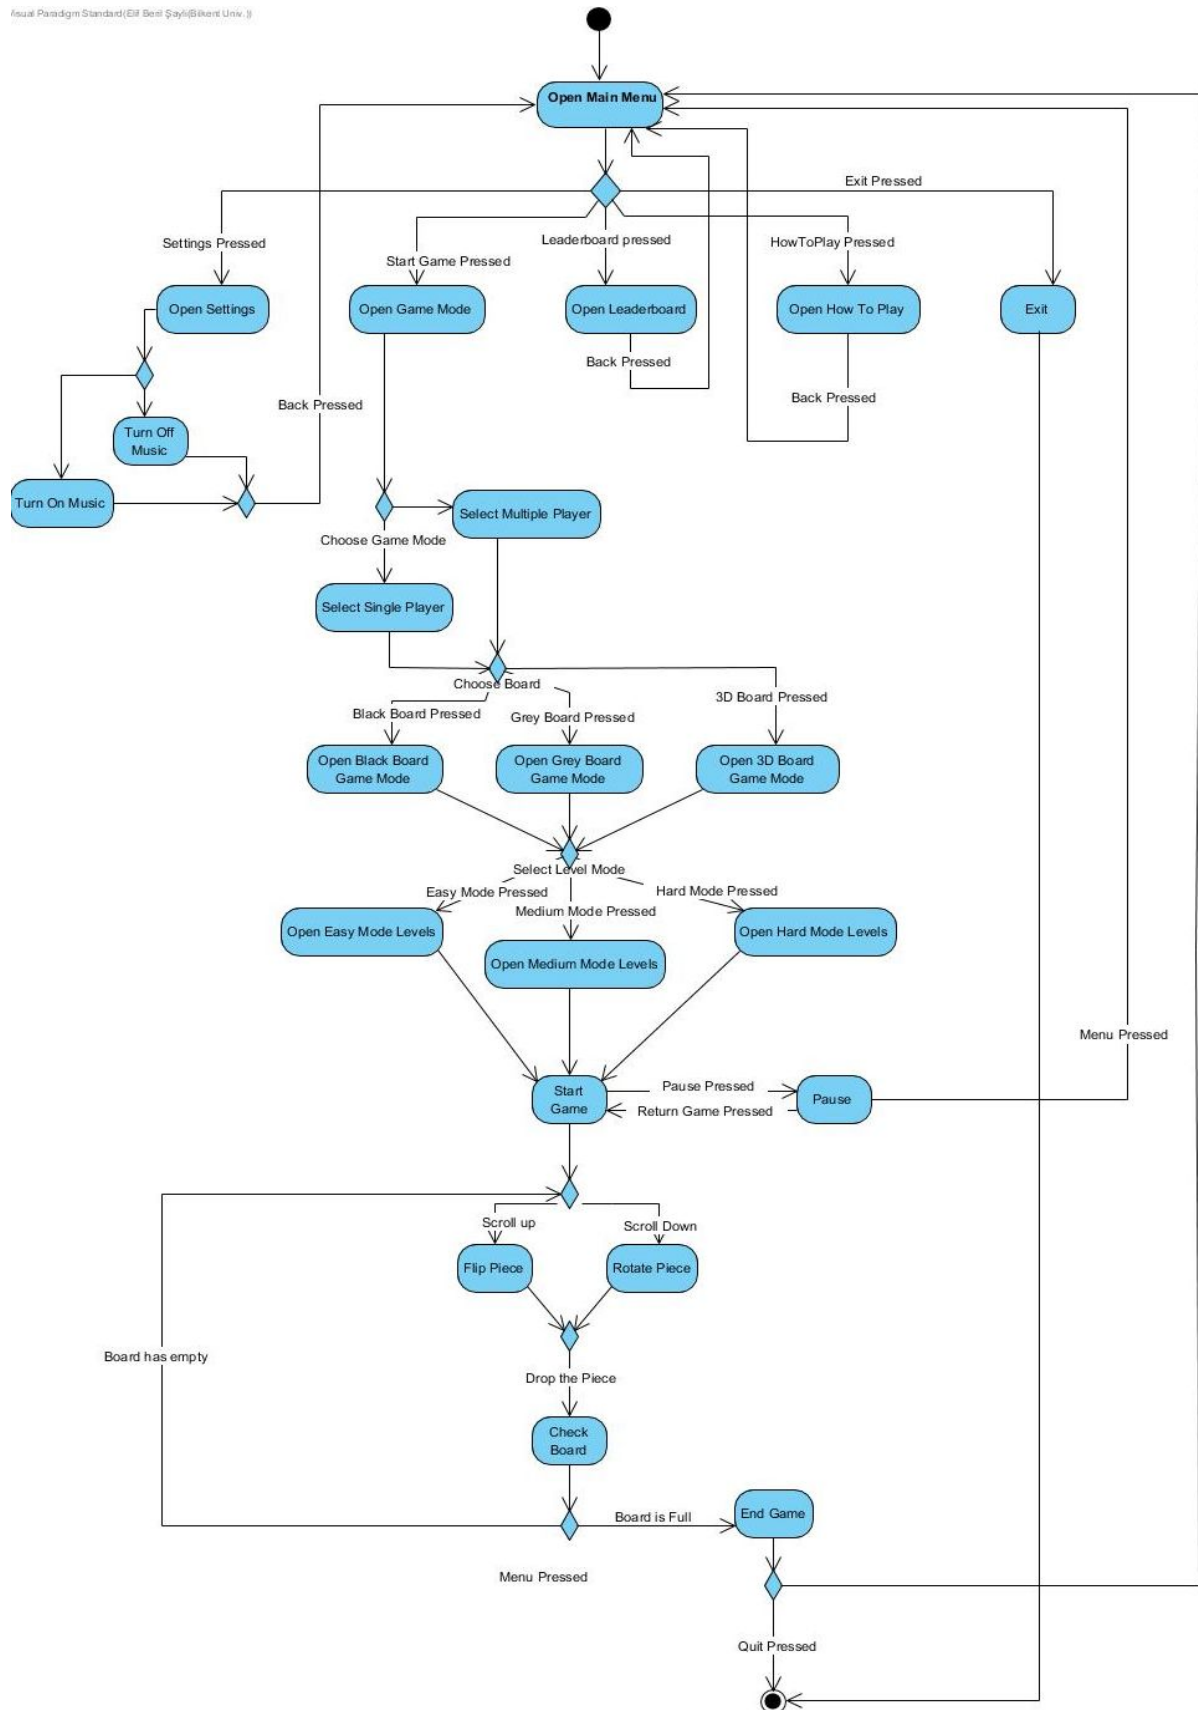 Visual Paradigm Standard(Elif Beril Şaylı(Bilkent Univ.))
Open Main Menu
Exit Pressed
Settings Pressed
Leaderboard pressed
HowToPlay Pressed
Start Game Pressed
Open Settings
Open Game Mode
Open Leaderboard
Open How To Play
Exit
Back Pressed
Back Pressed
Back Pressed
Turn Off
Music
Turn On Music
Select Multiple Player
Choose Game Mode
Select Single Player
Choose Board
3D Board Pressed
Black Board Pressed
Grey Board Pressed
Open Black Board
Game Mode
Open Grey Board
Game Mode
Open 3D Board
Game Mode
Select Level Mode
Easy Mode Pressed
Hard Mode Pressed
Medium Mode Pressed
Open Easy Mode Levels
Open Hard Mode Levels
Open Medium Mode Levels
Menu Pressed
Start
Game
Pause Pressed
Return Game Pressed
Pause
Scroll up
Scroll Down
Flip Piece
Rotate Piece
Board has empty
Drop the Piece
Check
Board
Board is Full
End Game
Menu Pressed
Quit Pressed